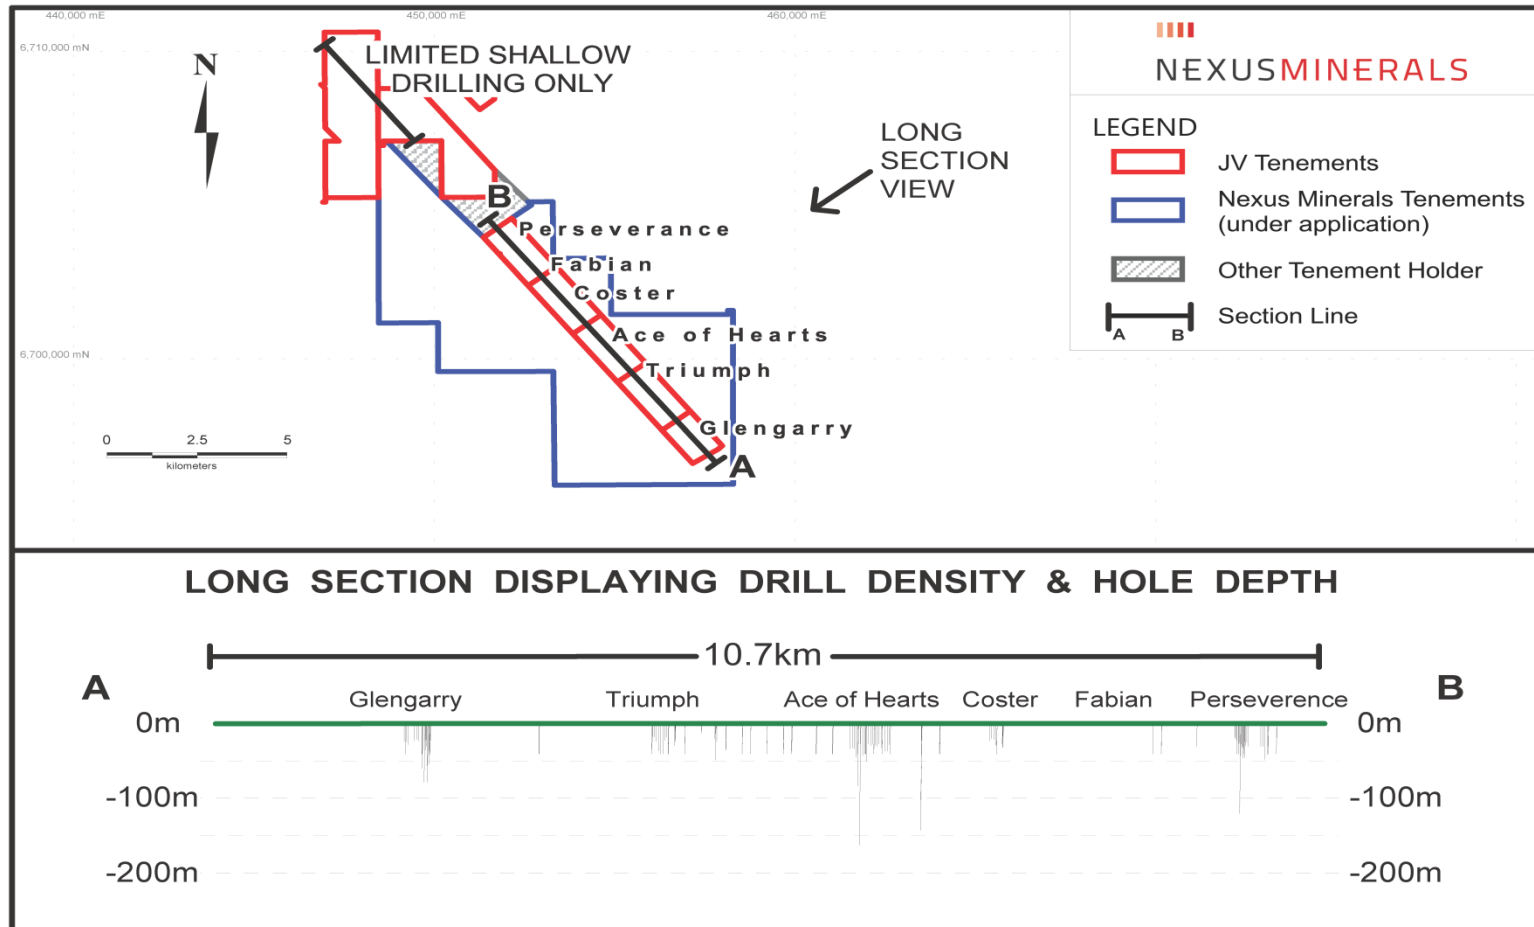 440,000 mE
450,000 mE
460,000 mE
6,710,000 mN
N
LIMITED SHALLOW
DRILLING ONLY
LONG
SECTION
VIEW
B
Perseverance
Fabian
Coster
Ace of Hearts
Triumph
Glengarry
A
6,700,000 mN
0 2.5 5
kilometers
NEXUSMINERALS
LEGEND
JV Tenements
Nexus Minerals Tenements
(under application)
Other Tenement Holder
Section Line
A B
LONG SECTION DISPLAYING DRILL DENSITY & HOLE DEPTH
10.7km
A B
Glengarry Triumph Ace of Hearts Coster Fabian Perseverence
0m 0m
-100m -100m
-200m -200m